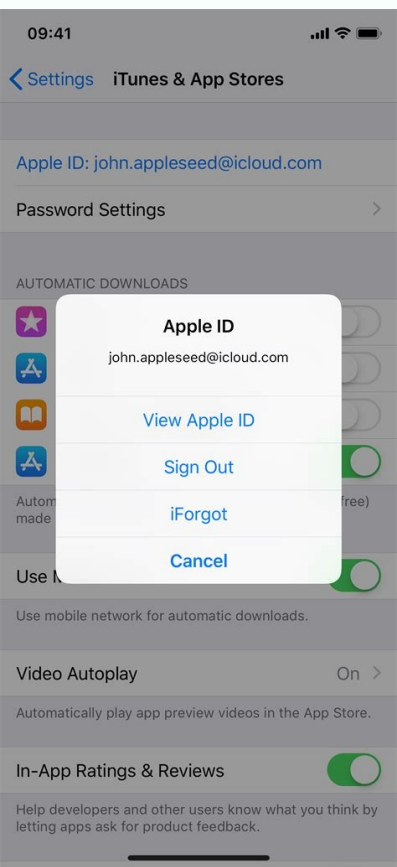 09:41
Settings iTunes & App Stores
Apple ID: john.appleseed@icloud.com
Password Settings
AUTOMATIC DOWNLOADS
Apple ID
john.appleseed@icloud.com
View Apple ID
Sign Out
iForgot
Cancel
Autom free)
made
Use
Use mobile network for automatic downloads.
Video Autoplay On
Automatically play app preview videos in the App Store.
In-App Ratings & Reviews
Help developers and other users know what you think by
letting apps ask for product feedback.